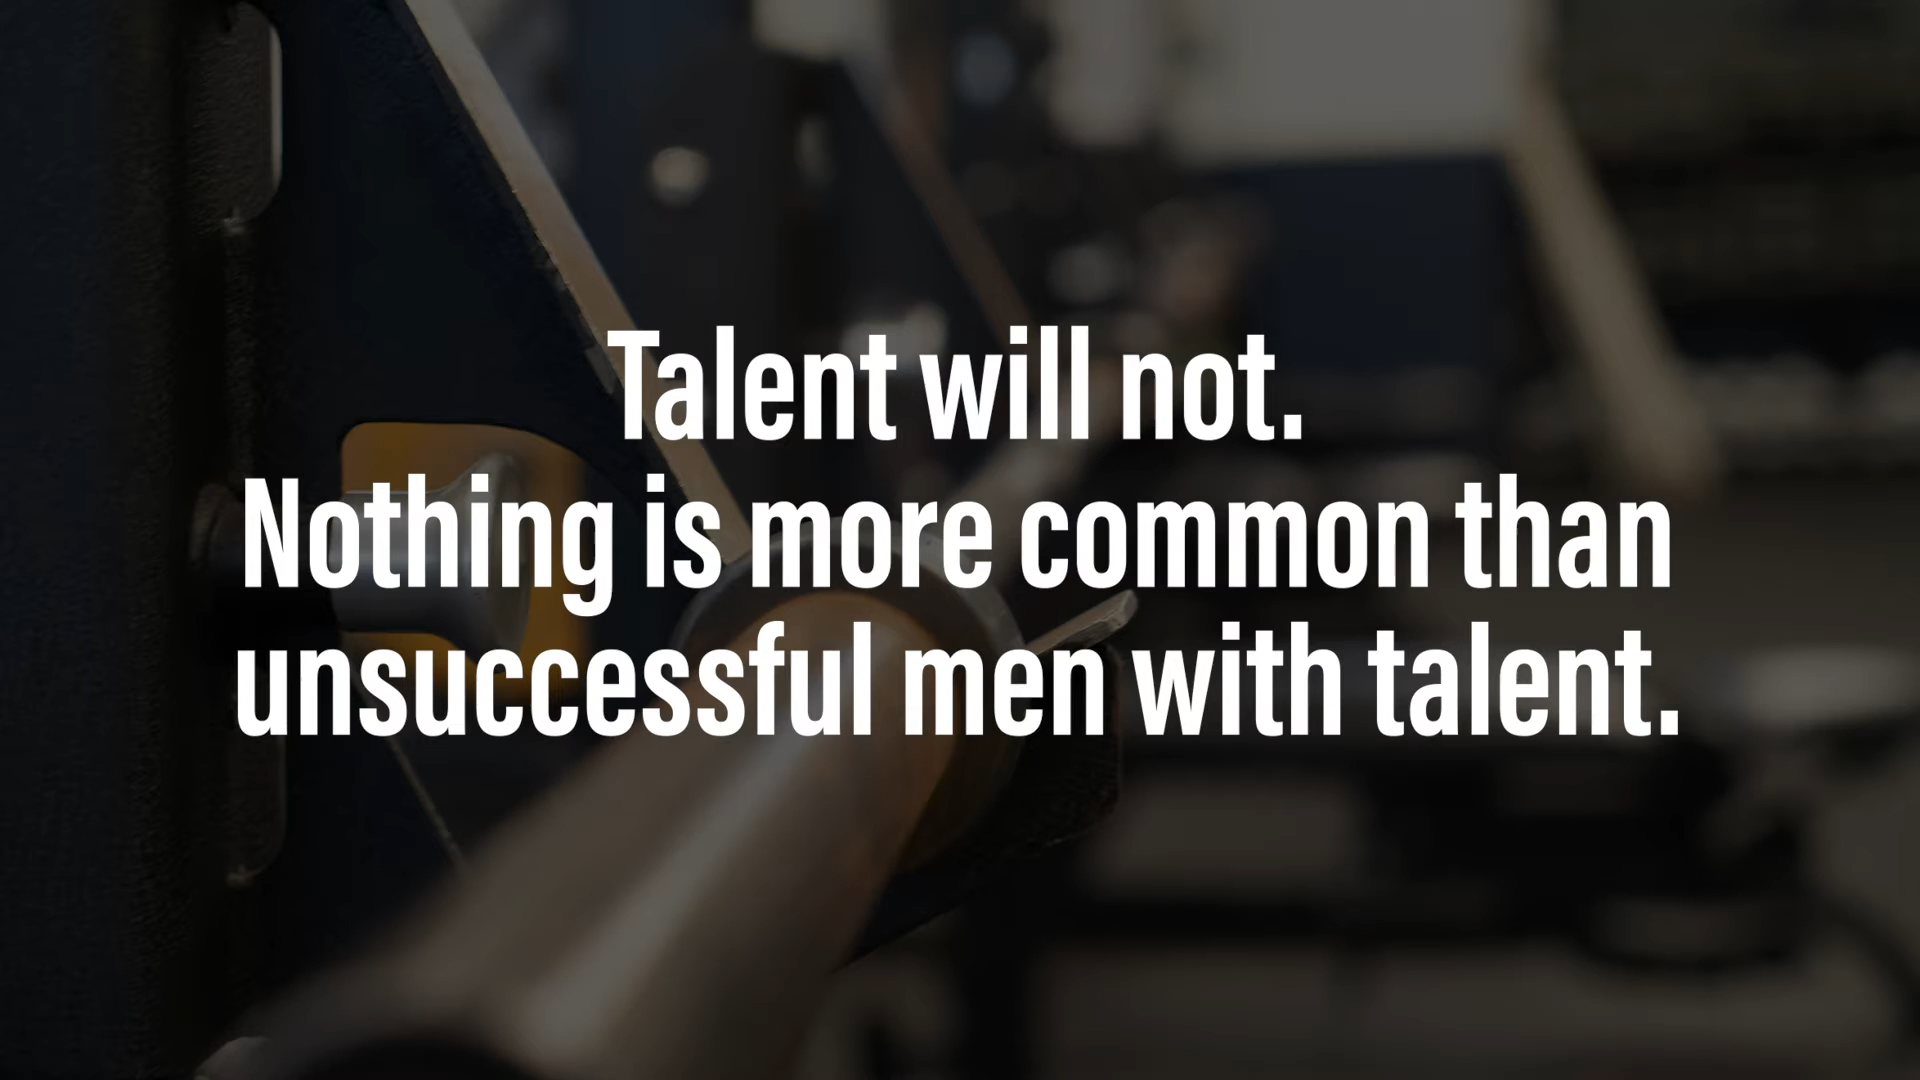 Talent will not.
Nothing is more common than
unsuccessful men with talent.